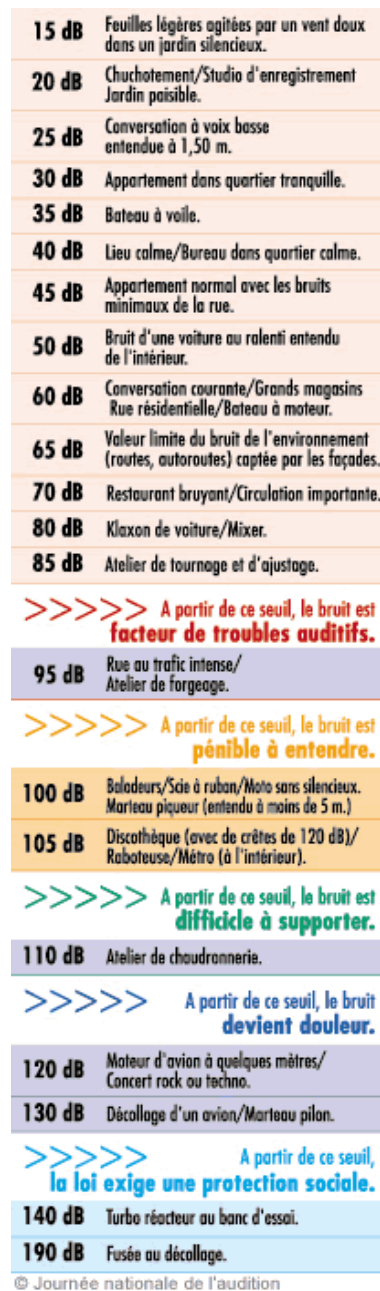 15 dB Feuilles légères agitées par un vent doux
dans un jardin silencieux.
20 dB Chuchotement/Studio d'enregistrement
Jardin paisible.
25 dB Conversation à voix basse
entendue à 1,50 m.
30 dB Appartement dans quartier tranquille.
35 dB Bateau à voile.
40 dB Lieu calme/Bureau dans quartier calme.
45 dB Appartement normal avec les bruits
minimaux de la rue.
50 dB Bruit d'une voiture au ralenti entendu
de l'intérieur.
60 dB Conversation courante/Grands magasins
Rue résidentielle/Bateau à moteur.
65 dB Valeur limite du bruit de l'environnement
(routes, autoroutes) captée par les façades.
70 dB Restaurant bruyant/Circulation importante.
80 dB Klaxon de voiture/Mixer.
85 dB Atelier de tournage et d'ajustage.
>>>>> A partir de ce seuil, le bruit est
facteur de troubles auditifs.
95 dB Rue au trafic intense/
Atelier de forgeage.
>>>>> A partir de ce seuil, le bruit est
pénible à entendre.
100 dB Baladeurs/Scie à ruban/Moto sans silencieux.
Marteau piqueur (entendu à moins de 5 m.)
105 dB Discothèque (avec de crêtes de 120 dB)/
Raboteuse/Métro (à l'intérieur).
>>>>> A partir de ce seuil, le bruit est
difficicle à supporter.
110 dB Atelier de chaudronnerie.
>>>>> A partir de ce seuil, le bruit
devient douleur.
120 dB Moteur d'avion à quelques mètres/
Concert rock ou techno.
130 dB Décollage d'un avion/Marteau pilon.
>>>>> A partir de ce seuil,
la loi exige une protection sociale.
140 dB Turbo réacteur au banc d'essai.
190 dB Fusée au décollage.
© Journée nationale de l'audition